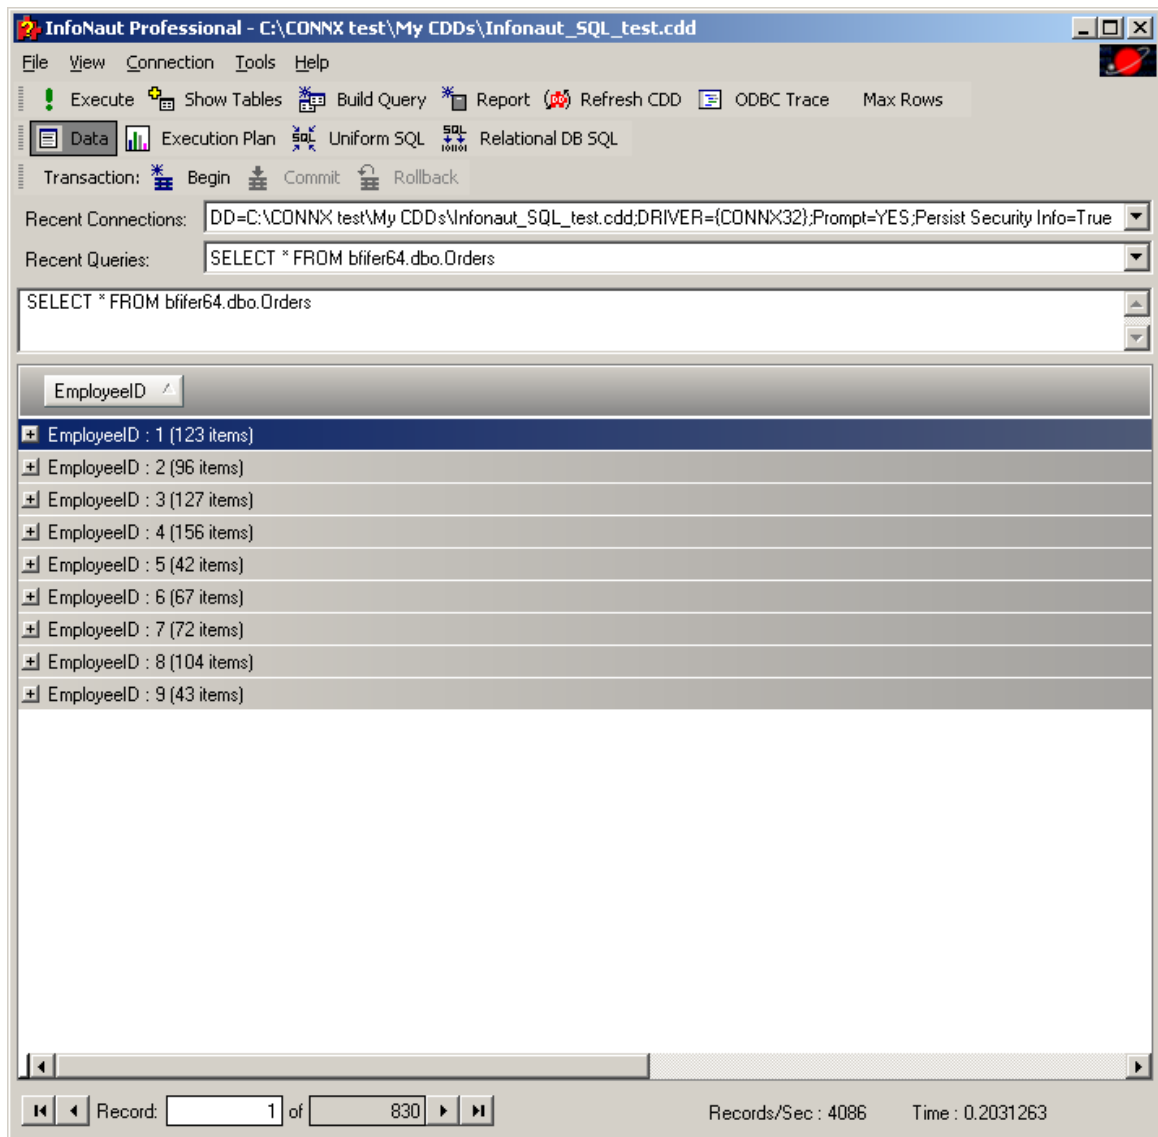 InfoNaut Professional - C:\CONNX test\My CDDs\Infonaut_SQL_test.cdd
File View Connection Tools Help
Execute Show Tables Build Query Report Refresh CDD ODBC Trace Max Rows
Data Execution Plan Uniform SQL Relational DB SQL
Transaction: Begin Commit Rollback
Recent Connections: DD=C:\CONNX test\My CDDs\Infonaut_SQL_test.cdd;DRIVER={CONNX32};Prompt=YES;Persist Security Info=True
Recent Queries: SELECT * FROM bfifer64.dbo.Orders
SELECT * FROM bfifer64.dbo.Orders
EmployeeID
EmployeeID : 1 (123 items)
EmployeeID : 2 (96 items)
EmployeeID : 3 (127 items)
EmployeeID : 4 (156 items)
EmployeeID : 5 (42 items)
EmployeeID : 6 (67 items)
EmployeeID : 7 (72 items)
EmployeeID : 8 (104 items)
EmployeeID : 9 (43 items)
Record: 1 of 830 Records/Sec : 4086 Time : 0.2031263